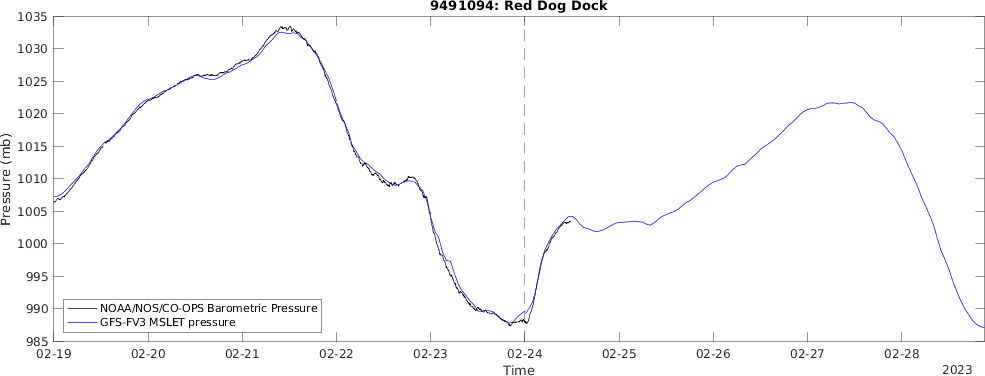 9491094: Red Dog Dock
1035
1030
1025
1020
1015
1010
1005
1000
995
990
985
Pressure (mb)
NOAA/NOS/CO-OPS Barometric Pressure
GFS-FV3 MSLET pressure
02-19 02-20 02-21 02-22 02-23 02-24 02-25 02-26 02-27 02-28
Time
2023